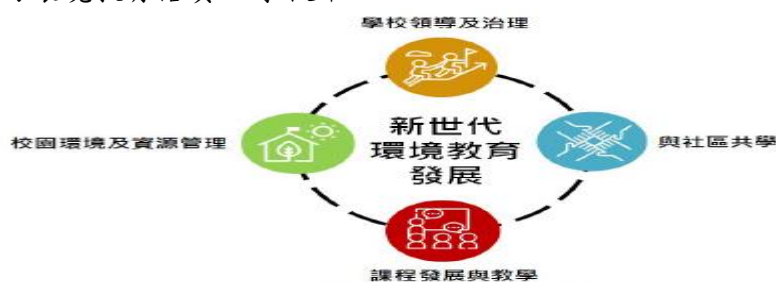 學校領導及治理
校園環境及資源管理
新世代
環境教育
發展
與社區共學
課程發展與教學